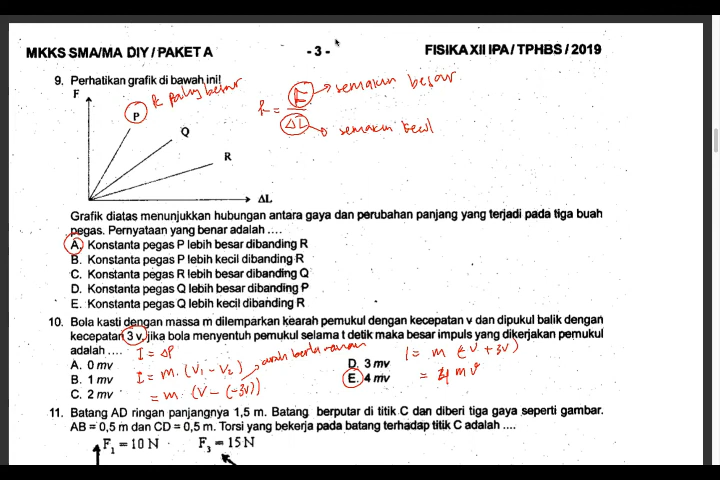 MKKS SMA/MA DIY / PAKET A - 3 - FISIKA XII IPA / TPHBS / 2019
9. Perhatikan grafik di bawah ini!
F
k paling besar
P
Q
R
ΔL
k = F/ΔL
semakin besar
semakin kecil
Grafik diatas menunjukkan hubungan antara gaya dan perubahan panjang yang terjadi pada tiga buah
pegas. Pernyataan yang benar adalah ....
A. Konstanta pegas P lebih besar dibanding R
B. Konstanta pegas P lebih kecil dibanding R
C. Konstanta pegas R lebih besar dibanding Q
D. Konstanta pegas Q lebih besar dibanding P
E. Konstanta pegas Q lebih kecil dibanding R
10. Bola kasti dengan massa m dilemparkan kearah pemukul dengan kecepatan v dan dipukul balik dengan
kecepatan 3 v, jika bola menyentuh pemukul selama t detik maka besar impuls yang dikerjakan pemukul
adalah ....
A. 0 mv
B. 1 mv
C. 2 mv
D. 3 mv
E. 4 mv
I = ΔP
I = m. (V1 - V2)
arah berlawanan
= m. (V - (-3V))
I = m (V + 3V)
= 4 m V
11. Batang AD ringan panjangnya 1,5 m. Batang berputar di titik C dan diberi tiga gaya seperti gambar.
AB = 0,5 m dan CD = 0,5 m. Torsi yang bekerja pada batang terhadap titik C adalah ....
F1 = 10 N F3 = 15 N